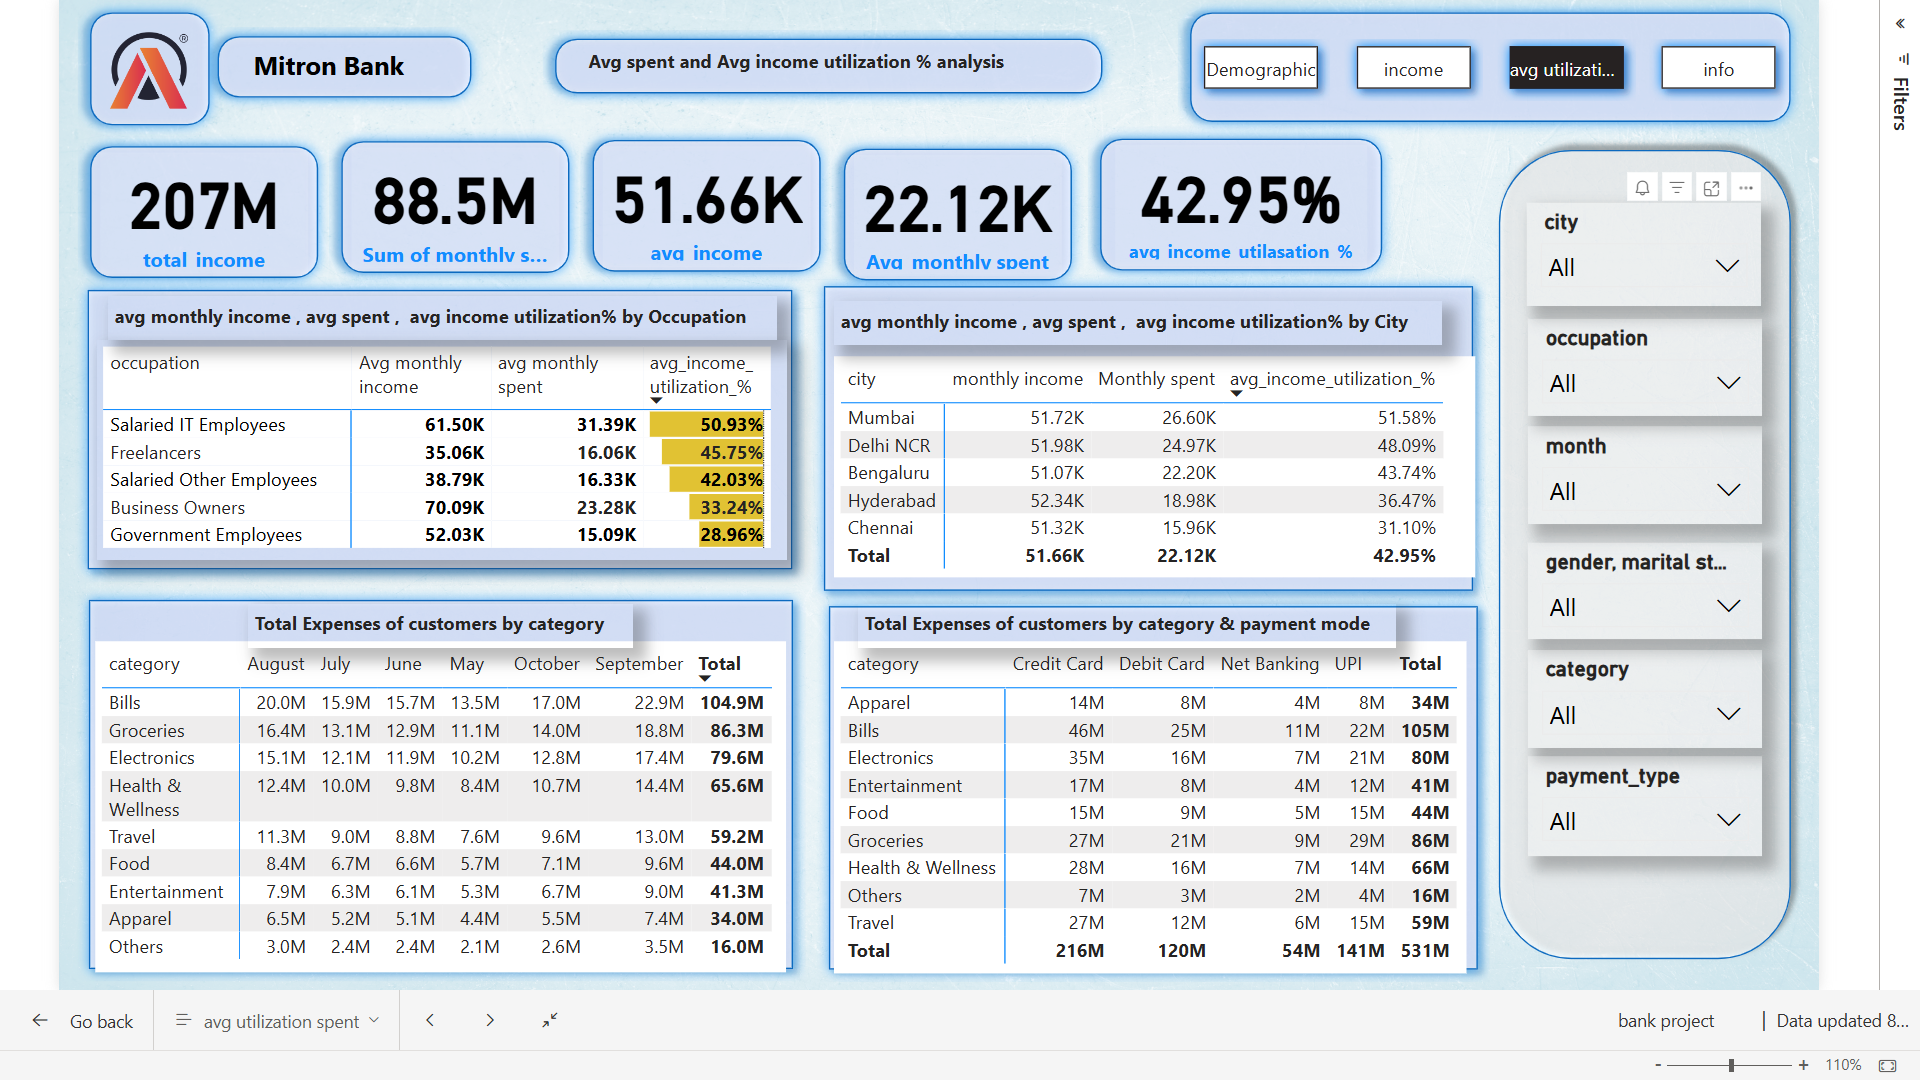 ®
Mitron Bank
Avg spent and Avg income utilization % analysis
Demographic
income
avg utilizati...
info
«
Filters
207M
total income
88.5M
Sum of monthly s...
51.66K
avg income
22.12K
Avg monthly spent
42.95%
avg income utilasation %
city
All
occupation
All
month
All
gender, marital st...
All
category
All
payment_type
All
avg monthly income , avg spent , avg income utilization% by Occupation
occupation Avg monthly income avg monthly spent avg_income_utilization_%
Salaried IT Employees 61.50K 31.39K 50.93%
Freelancers 35.06K 16.06K 45.75%
Salaried Other Employees 38.79K 16.33K 42.03%
Business Owners 70.09K 23.28K 33.24%
Government Employees 52.03K 15.09K 28.96%
avg monthly income , avg spent , avg income utilization% by City
city monthly income Monthly spent avg_income_utilization_%
Mumbai 51.72K 26.60K 51.58%
Delhi NCR 51.98K 24.97K 48.09%
Bengaluru 51.07K 22.20K 43.74%
Hyderabad 52.34K 18.98K 36.47%
Chennai 51.32K 15.96K 31.10%
Total 51.66K 22.12K 42.95%
Total Expenses of customers by category
category August July June May October September Total
Bills 20.0M 15.9M 15.7M 13.5M 17.0M 22.9M 104.9M
Groceries 16.4M 13.1M 12.9M 11.1M 14.0M 18.8M 86.3M
Electronics 15.1M 12.1M 11.9M 10.2M 12.8M 17.4M 79.6M
Health & Wellness 12.4M 10.0M 9.8M 8.4M 10.7M 14.4M 65.6M
Travel 11.3M 9.0M 8.8M 7.6M 9.6M 13.0M 59.2M
Food 8.4M 6.7M 6.6M 5.7M 7.1M 9.6M 44.0M
Entertainment 7.9M 6.3M 6.1M 5.3M 6.7M 9.0M 41.3M
Apparel 6.5M 5.2M 5.1M 4.4M 5.5M 7.4M 34.0M
Others 3.0M 2.4M 2.4M 2.1M 2.6M 3.5M 16.0M
Total Expenses of customers by category & payment mode
category Credit Card Debit Card Net Banking UPI Total
Apparel 14M 8M 4M 8M 34M
Bills 46M 25M 11M 22M 105M
Electronics 35M 16M 7M 21M 80M
Entertainment 17M 8M 4M 12M 41M
Food 15M 9M 5M 15M 44M
Groceries 27M 21M 9M 29M 86M
Health & Wellness 28M 16M 7M 14M 66M
Others 7M 3M 2M 4M 16M
Travel 27M 12M 6M 15M 59M
Total 216M 120M 54M 141M 531M
Go back
avg utilization spent
bank project | Data updated 8...
- + 110%